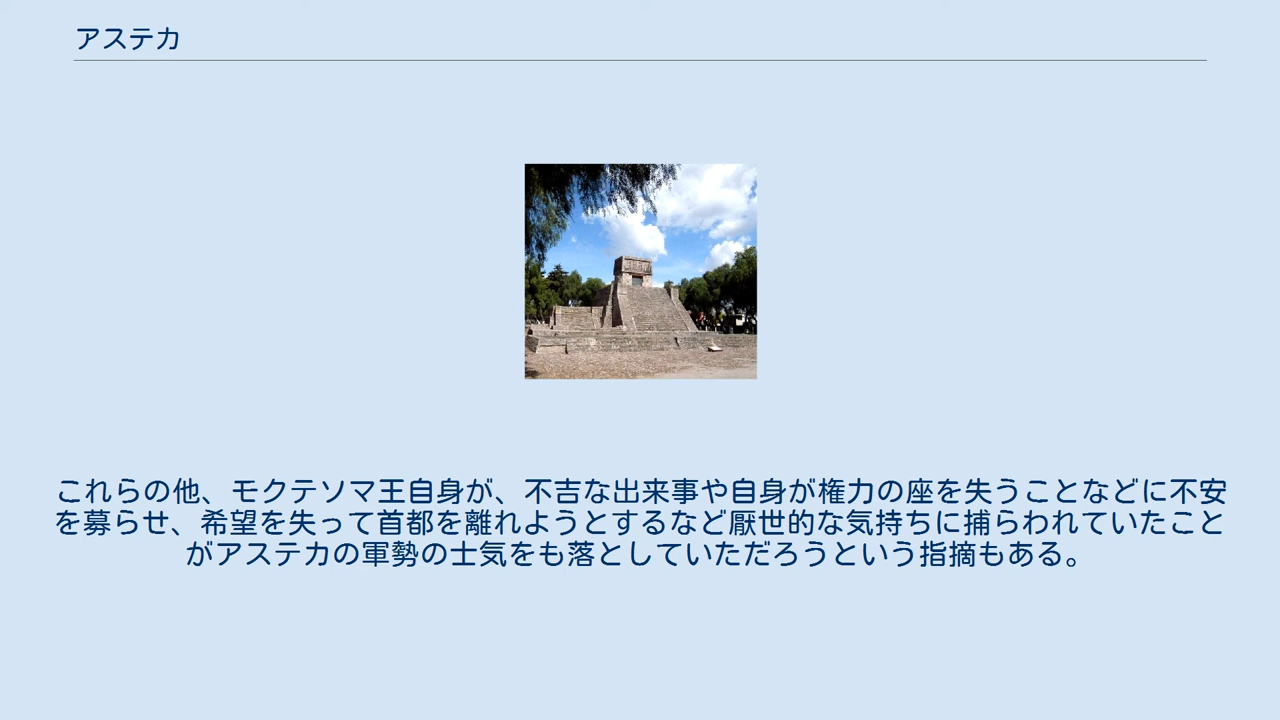 アステカ
これらの他、モクテソマ王自身が、不吉な出来事や自身が権力の座を失うことなどに不安
を募らせ、希望を失って首都を離れようとするなど厭世的な気持ちに捕らわれていたこと
がアステカの軍勢の士気をも落としていただろうという指摘もある。